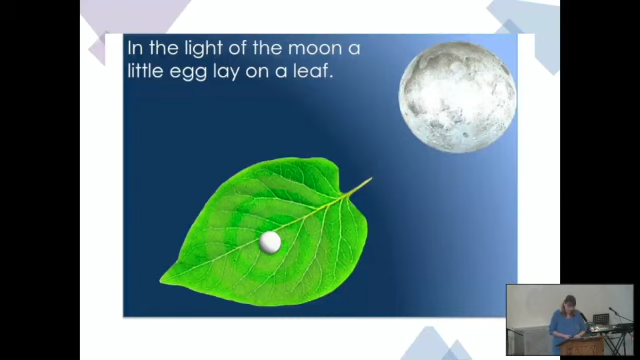 In the light of the moon a
little egg lay on a leaf.